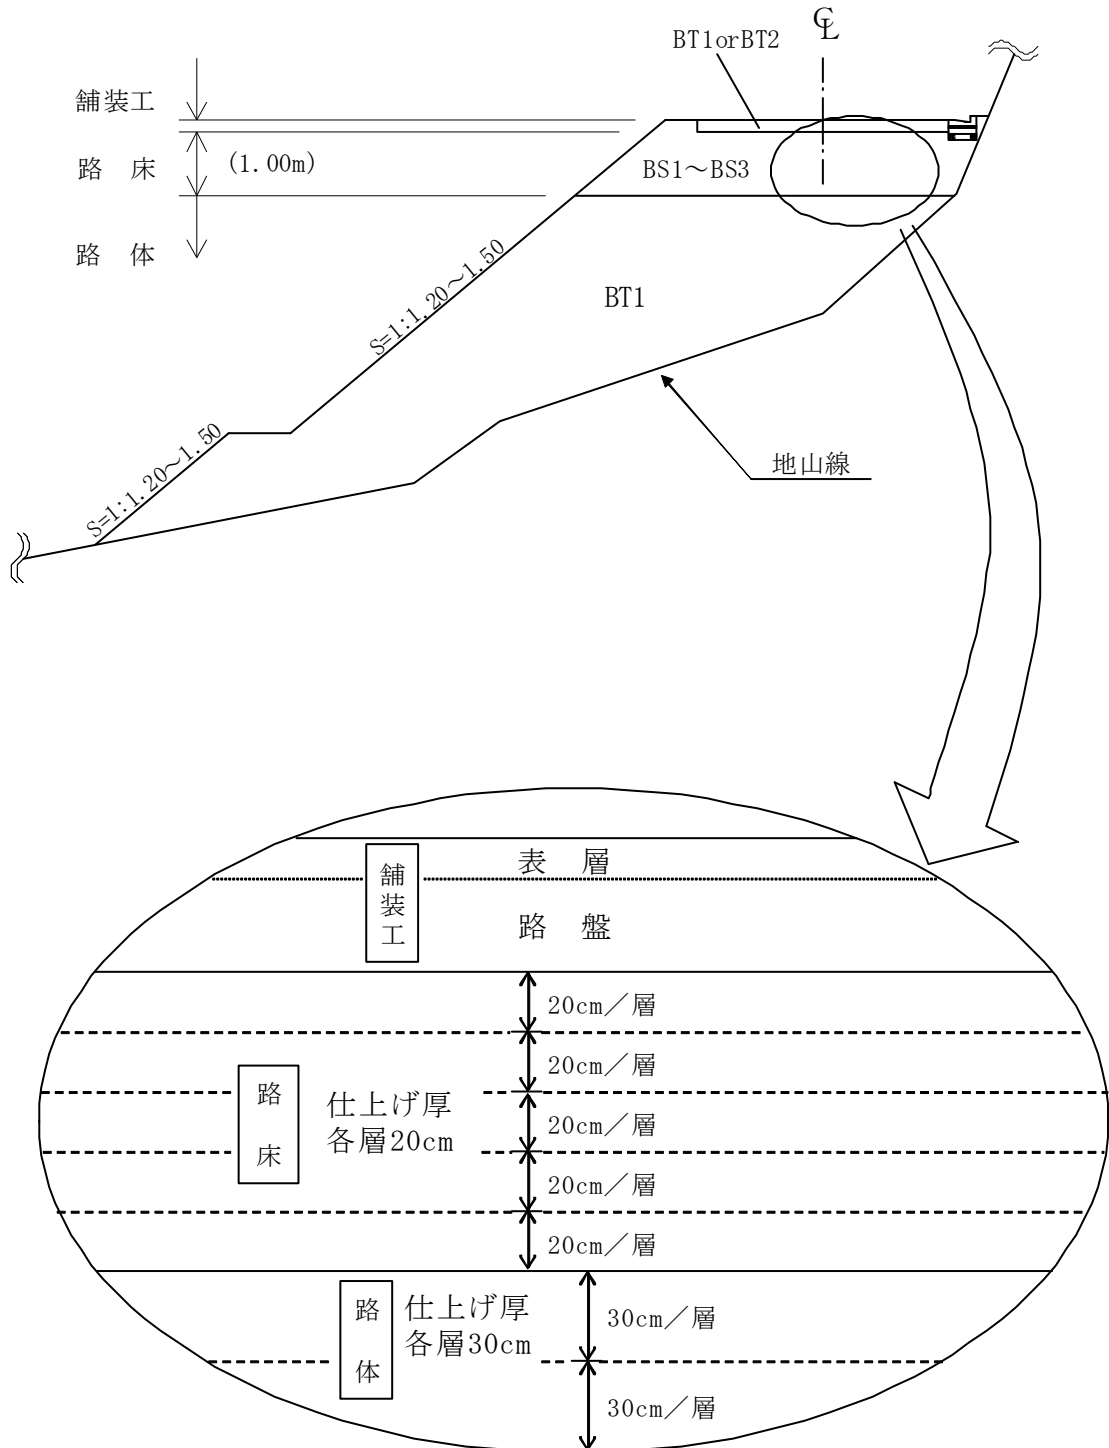 ℄
BT1orBT2
舗装工
路　床
(1.00m)
BS1～BS3
路　体
S=1:1.20～1.50
BT1
S=1:1.20～1.50
地山線
表　層
舗装工
路　盤
20cm／層
20cm／層
路床
仕上げ厚
各層20cm
20cm／層
20cm／層
20cm／層
路体
仕上げ厚
各層30cm
30cm／層
30cm／層